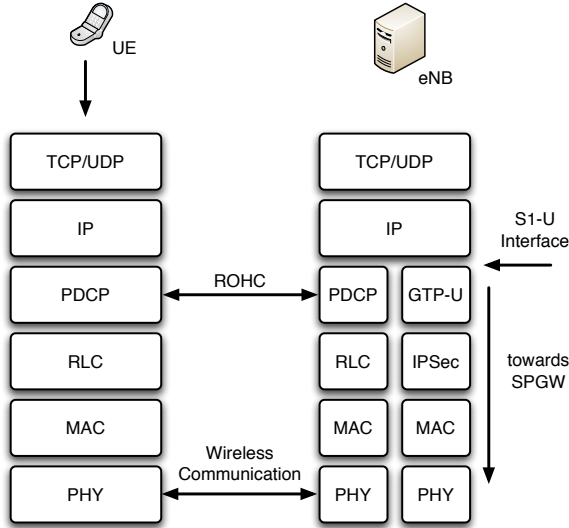 UE
eNB
TCP/UDP
TCP/UDP
IP
IP
S1-U
Interface
PDCP
ROHC
PDCP
GTP-U
RLC
RLC
IPSec
towards
SPGW
MAC
Wireless
Communication
MAC
MAC
PHY
PHY
PHY